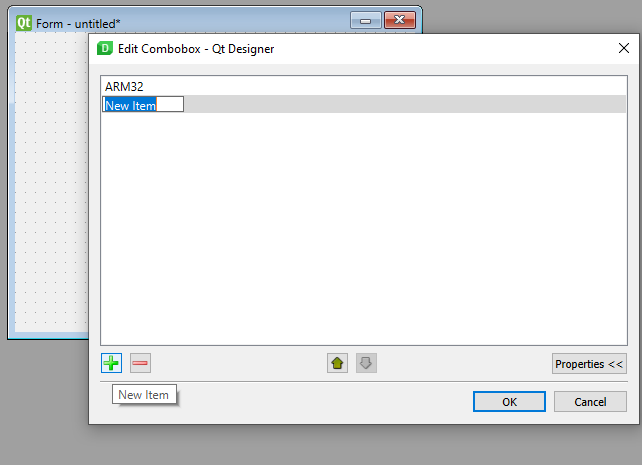 Qt Form - untitled*
D Edit Combobox - Qt Designer
ARM32
New Item
Properties <<
New Item
OK Cancel